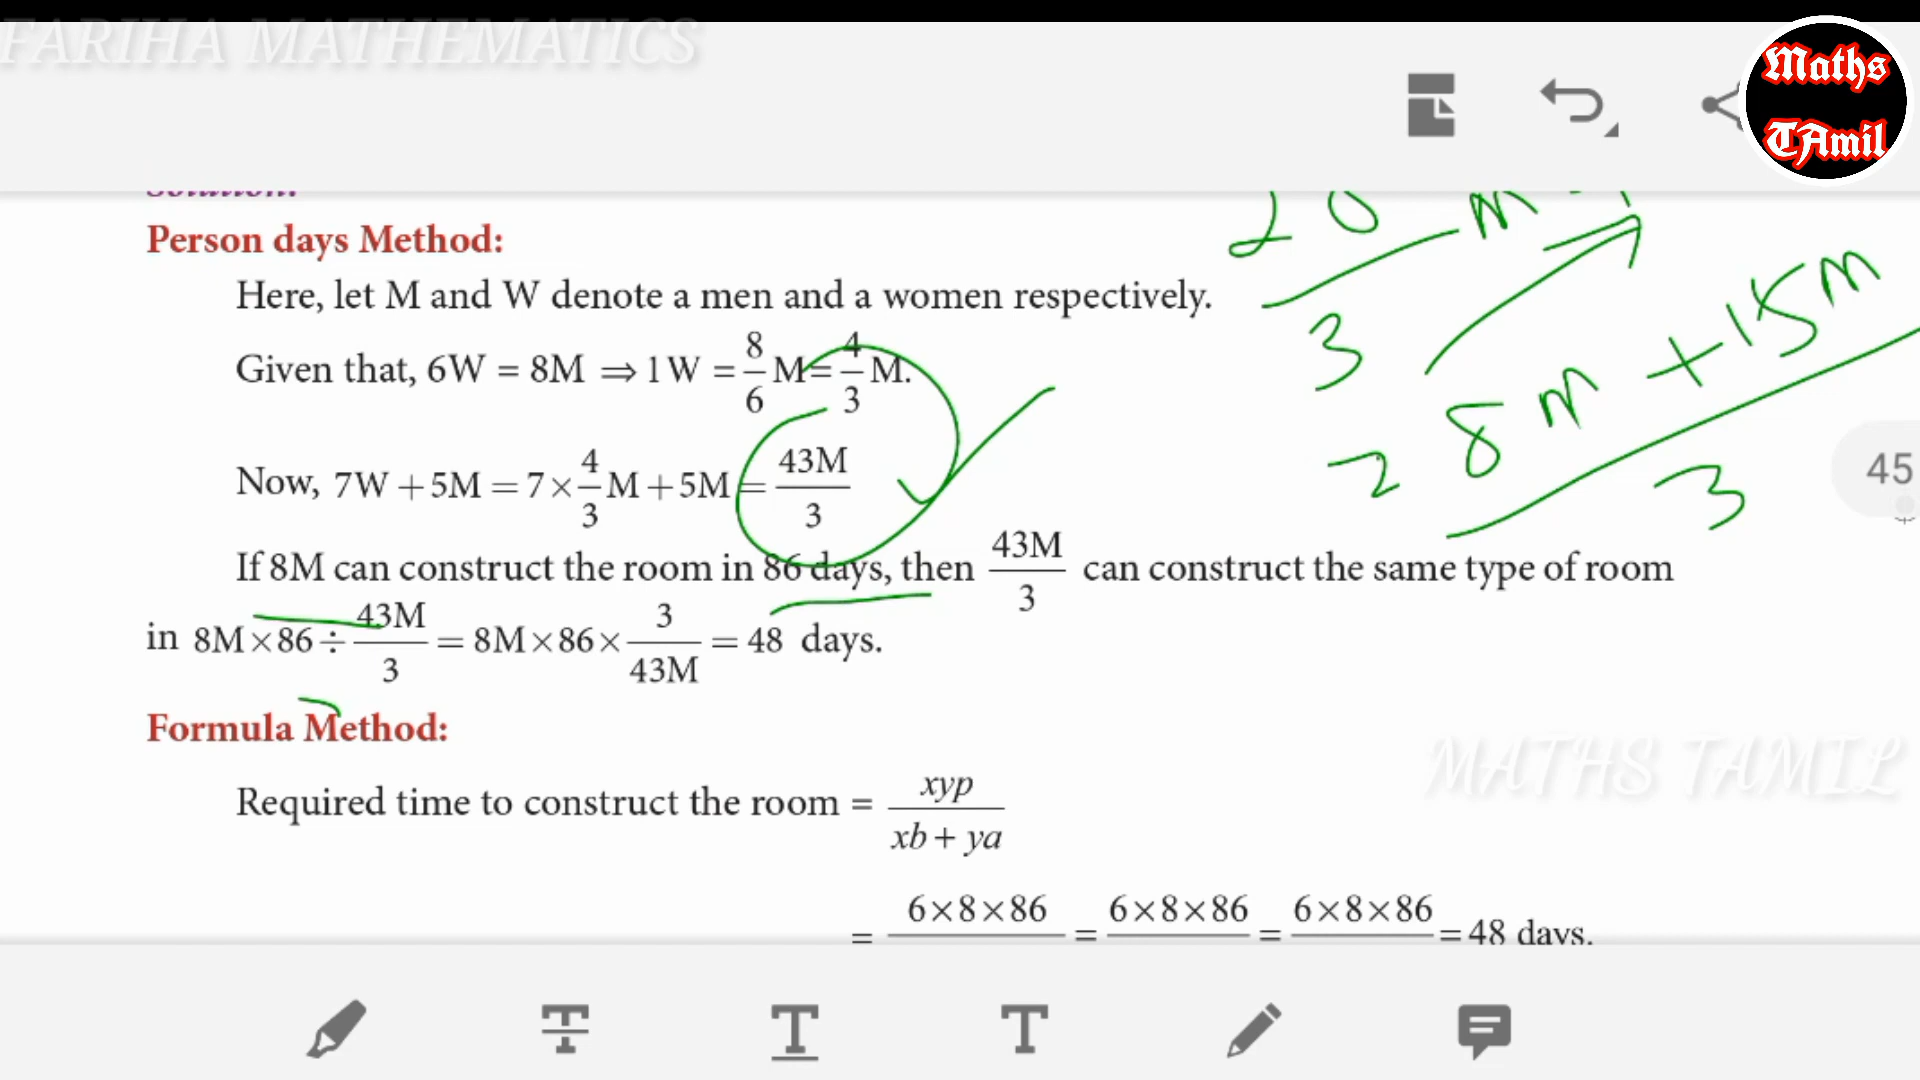 FARIHA MATHEMATICS
Maths
TAmil
Solution:
Person days Method:
Here, let M and W denote a men and a women respectively.
Given that, 6W = 8M ⇒ 1W = 8/6 M = 4/3 M.
Now, 7W + 5M = 7 × 4/3 M + 5M = 43M/3
If 8M can construct the room in 86 days, then 43M/3 can construct the same type of room
in 8M × 86 ÷ 43M/3 = 8M × 86 × 3/43M = 48 days.
28 M
3
28M + 15M
3
45
Formula Method:
MATHS TAMIL
Required time to construct the room = xyp/xb + ya
= 6×8×86 = 6×8×86 = 6×8×86 = 48 days.